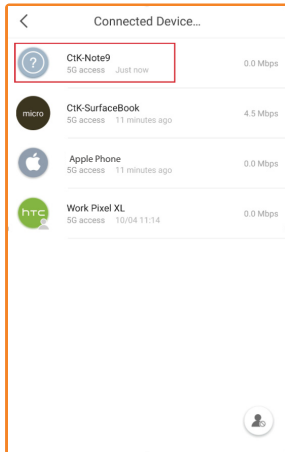 Connected Device...
CtK-Note9
5G access Just now
0.0 Mbps
micro
CtK-SurfaceBook
5G access 11 minutes ago
4.5 Mbps
Apple Phone
5G access 11 minutes ago
0.0 Mbps
hTC
Work Pixel XL
5G access 10/04 11:14
0.0 Mbps